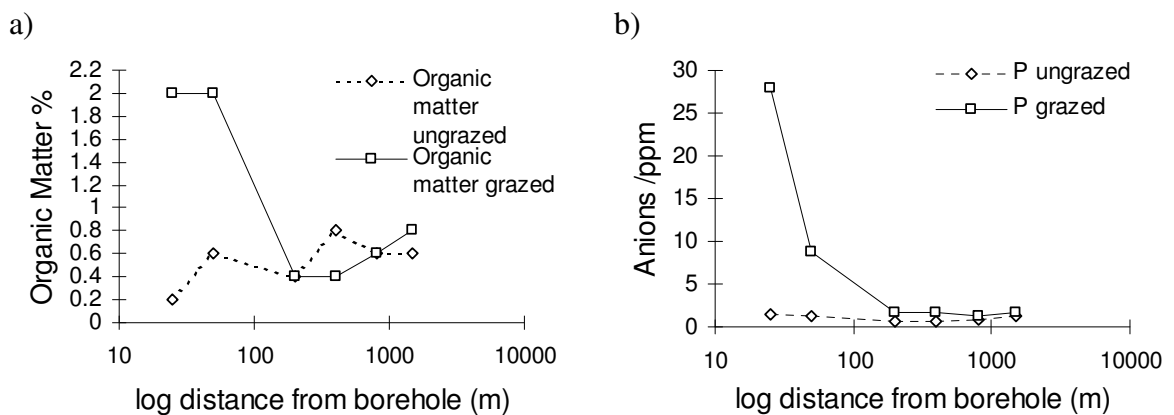 a)
2.2
2
1.8
1.6
1.4
1.2
1
0.8
0.6
0.4
0.2
0
Organic Matter %
10
100
1000
10000
log distance from borehole (m)
Organic
matter
ungrazed
Organic
matter grazed
b)
30
25
20
15
10
5
0
Anions /ppm
10
100
1000
10000
log distance from borehole (m)
P ungrazed
P grazed